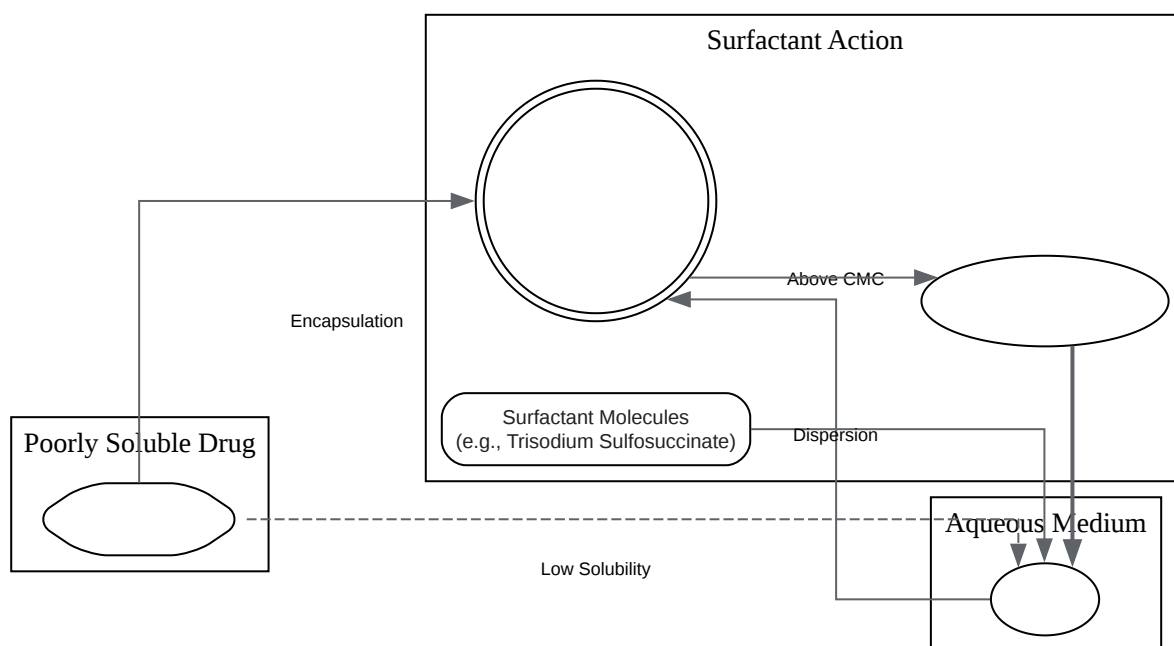 Surfactant Action
Above CMC
Encapsulation
Surfactant Molecules
(e.g., Trisodium Sulfosuccinate)
Dispersion
Poorly Soluble Drug
Aqueous Medium
Low Solubility